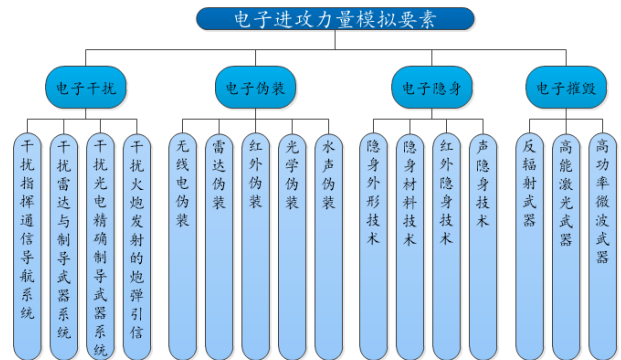 电子进攻力量模拟要素
电子干扰
电子伪装
电子隐身
电子摧毁
干扰指挥通信导航系统
干扰雷达与制导武器系统
干扰光电精确制导武器系统
干扰火炮发射的炮弹引信
无线电伪装
雷达伪装
红外伪装
光学伪装
水声伪装
隐身外形技术
隐身材料技术
红外隐身技术
声隐身技术
反辐射武器
高能激光武器
高功率微波武器